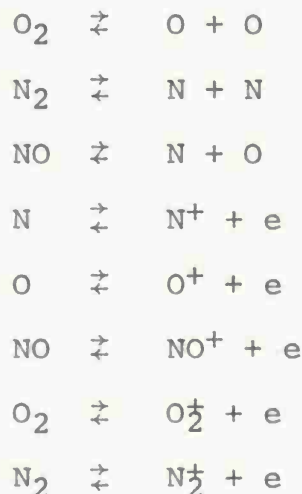 O₂ ⇄ O + O
N₂ ⇄ N + N
NO ⇄ N + O
N ⇄ N⁺ + e
O ⇄ O⁺ + e
NO ⇄ NO⁺ + e
O₂ ⇄ O₂⁺ + e
N₂ ⇄ N₂⁺ + e